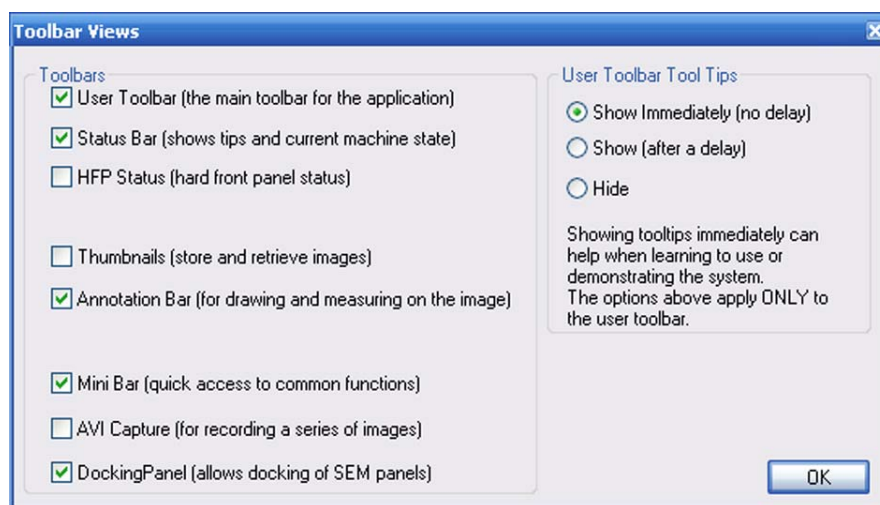 Toolbar Views
Toolbars
User Toolbar (the main toolbar for the application)
Status Bar (shows tips and current machine state)
HFP Status (hard front panel status)
Thumbnails (store and retrieve images)
Annotation Bar (for drawing and measuring on the image)
Mini Bar (quick access to common functions)
AVI Capture (for recording a series of images)
DockingPanel (allows docking of SEM panels)
User Toolbar Tool Tips
Show Immediately (no delay)
Show (after a delay)
Hide
Showing tooltips immediately can
help when learning to use or
demonstrating the system.
The options above apply ONLY to
the user toolbar.
OK